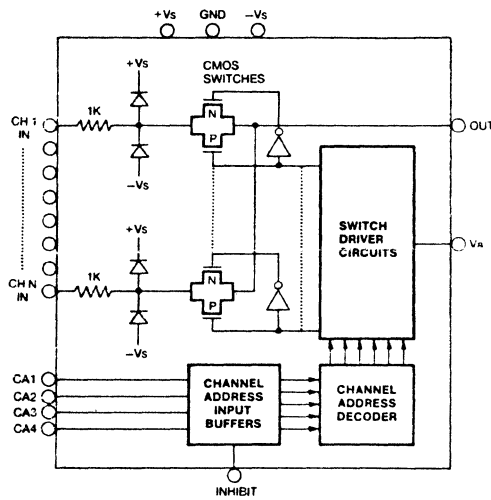 +Vs GND –Vs
+Vs
CMOS
SWITCHES
CH 1
IN
1K
N
P
OUT
–Vs
SWITCH
DRIVER
CIRCUITS
+Vs
CH N
IN
1K
N
P
–Vs
CA1
CA2
CA3
CA4
CHANNEL
ADDRESS
INPUT
BUFFERS
CHANNEL
ADDRESS
DECODER
INHIBIT